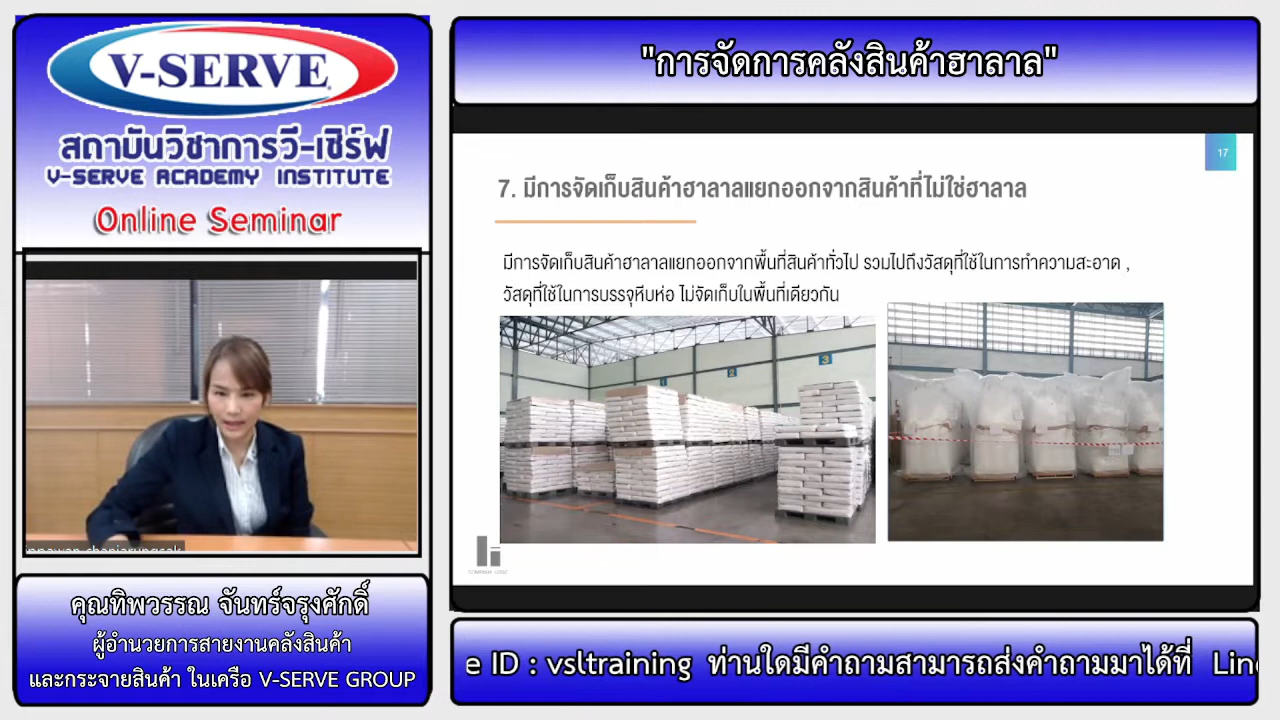 V-SERVE
สถาบันวิชาการวี-เซิร์ฟ
V-SERVE ACADEMY INSTITUTE
Online Seminar
คุณทิพวรรณ จันทร์จรุงศักดิ์
ผู้อำนวยการสายงานคลังสินค้า
และกระจายสินค้า ในเครือ V-SERVE GROUP
"การจัดการคลังสินค้าฮาลาล"
17
7. มีการจัดเก็บสินค้าฮาลาลแยกออกจากสินค้าที่ไม่ใช่ฮาลาล
มีการจัดเก็บสินค้าฮาลาลแยกออกจากพื้นที่สินค้าทั่วไป รวมไปถึงวัสดุที่ใช้ในการทำความสะอาด ,
วัสดุที่ใช้ในการบรรจุหีบห่อ ไม่จัดเก็บในพื้นที่เดียวกัน
1
2
3
e ID : vsltraining ท่านใดมีคำถามสามารถส่งคำถามมาได้ที่ Line